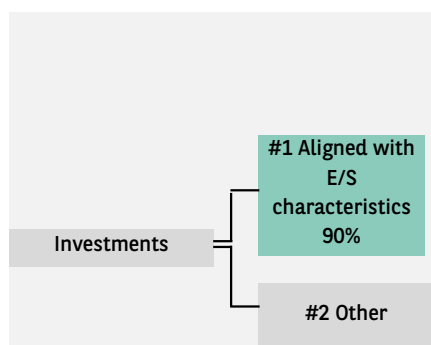 #1 Aligned with
E/S
characteristics
90%
Investments
#2 Other